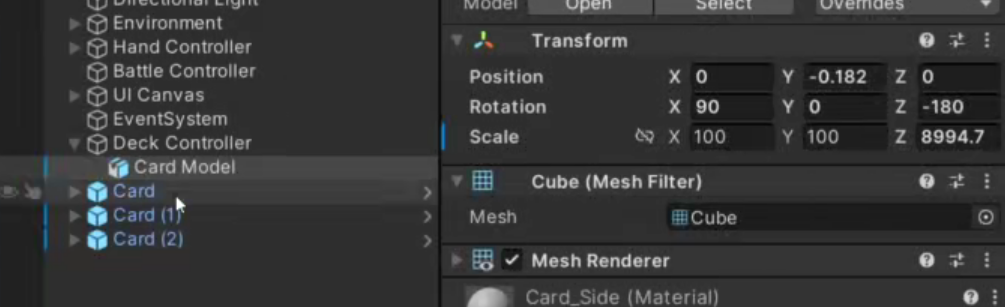 Directional Light
Environment
Hand Controller
Battle Controller
UI Canvas
EventSystem
Deck Controller
Card Model
Card
Card (1)
Card (2)
Model Open Select Overrides
Transform
Position X 0 Y -0.182 Z 0
Rotation X 90 Y 0 Z -180
Scale X 100 Y 100 Z 8994.7
Cube (Mesh Filter)
Mesh Cube
Mesh Renderer
Card_Side (Material)